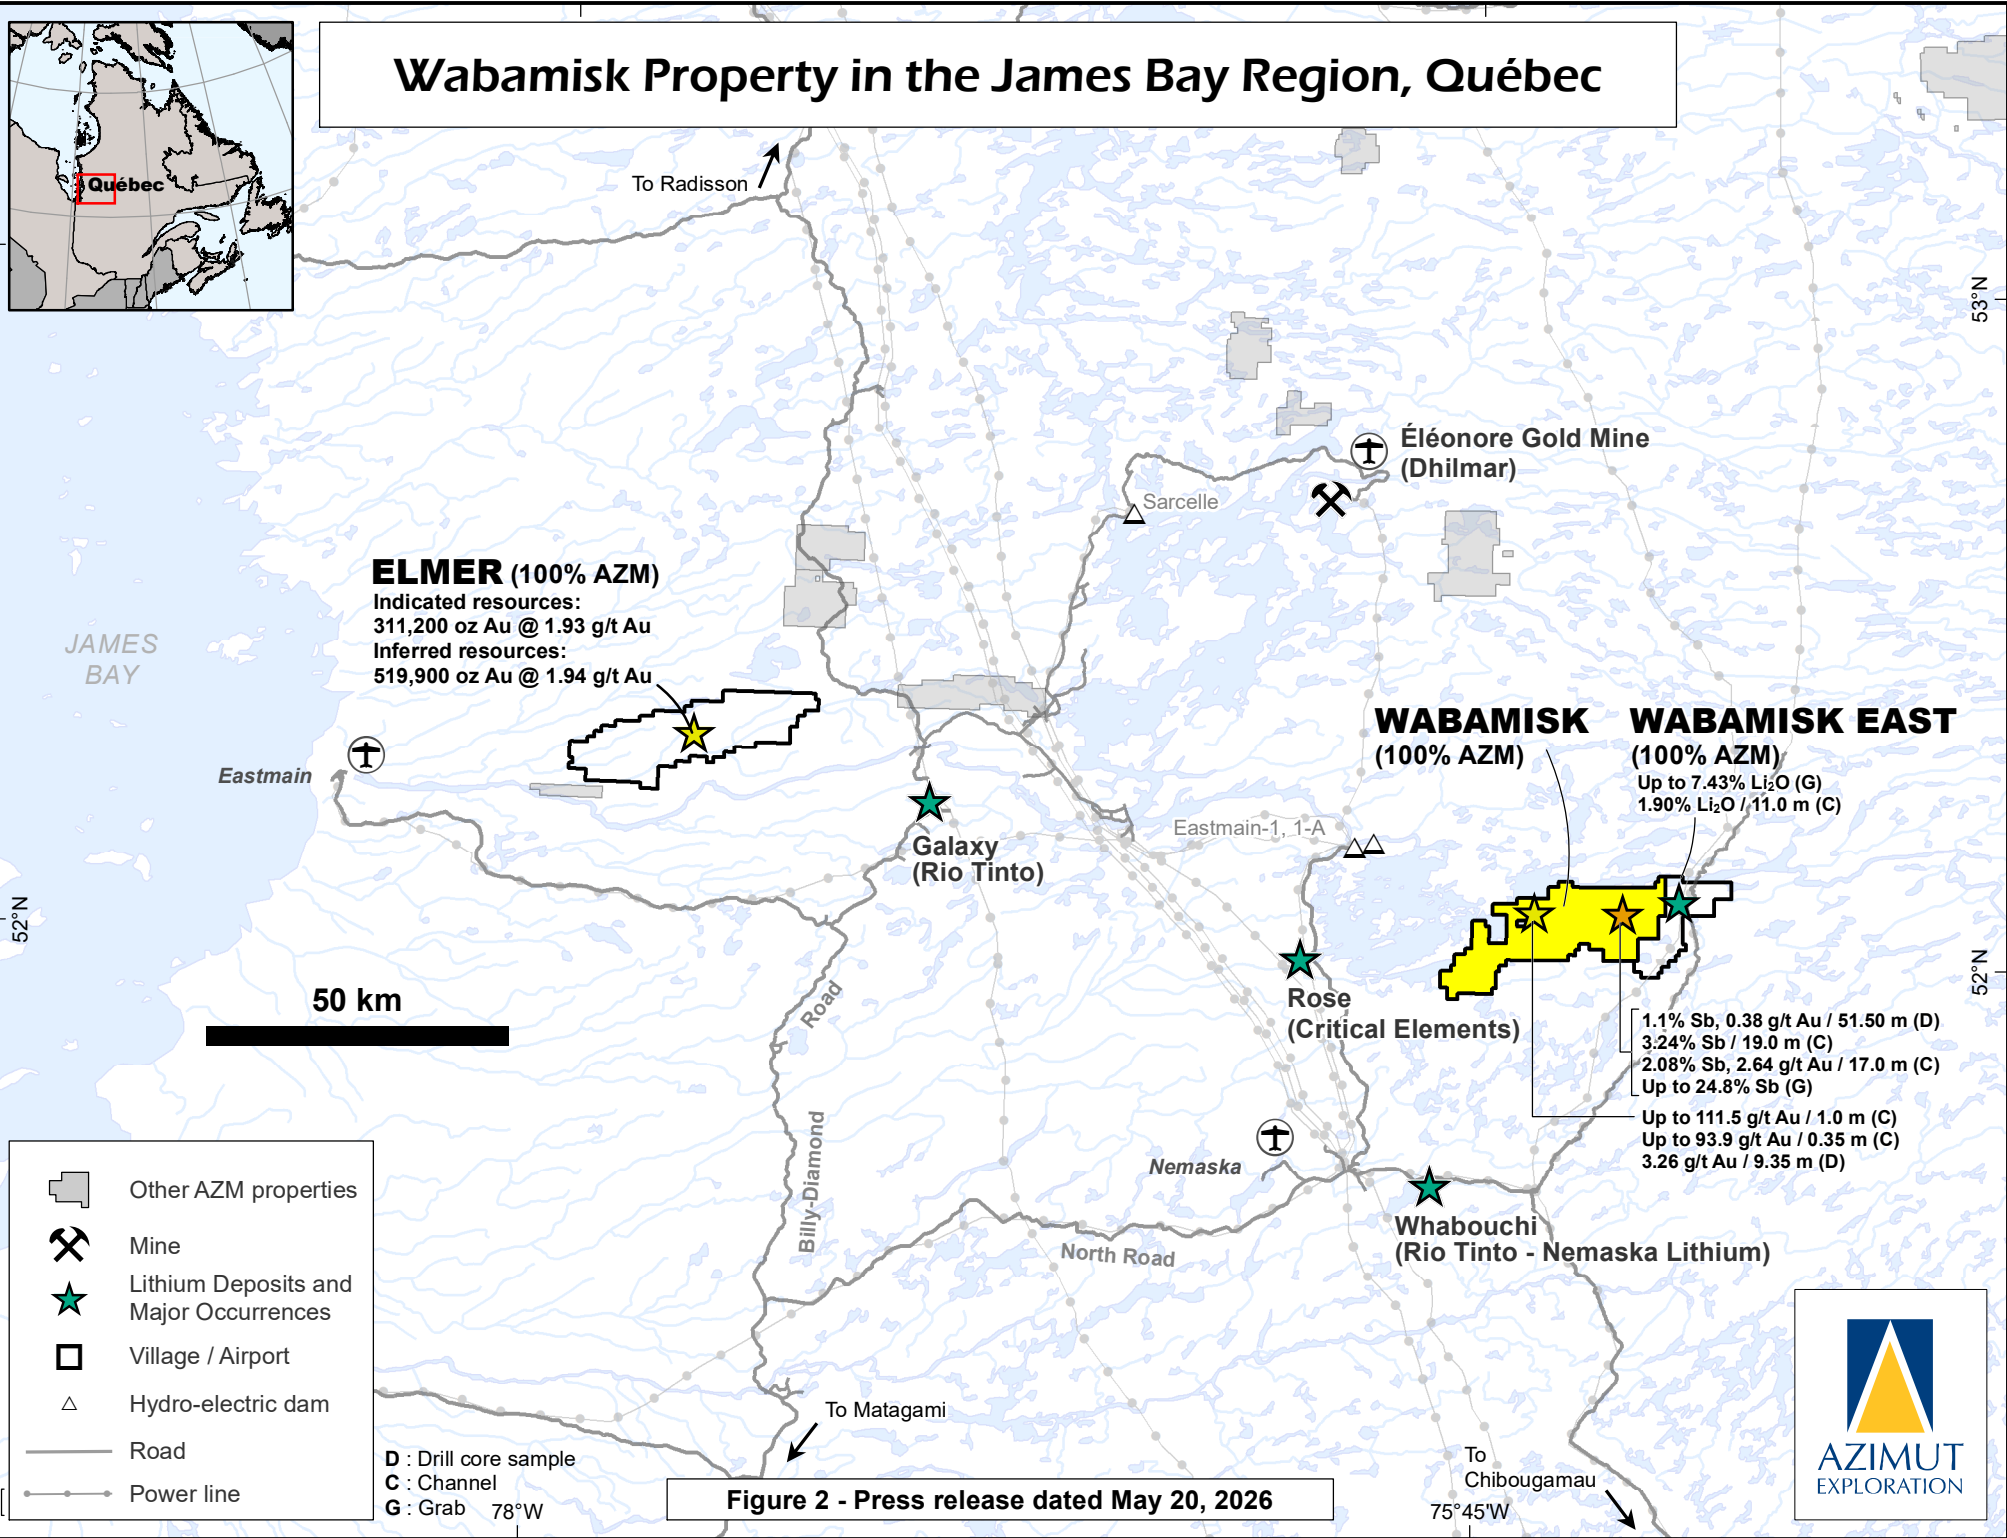 Wabamisk Property in the James Bay Region, Québec
Québec
To Radisson
53°N
Éléonore Gold Mine
(Dhilmar)
Sarcelle
ELMER (100% AZM)
Indicated resources:
311,200 oz Au @ 1.93 g/t Au
Inferred resources:
519,900 oz Au @ 1.94 g/t Au
JAMES
BAY
WABAMISK
(100% AZM)
WABAMISK EAST
(100% AZM)
Up to 7.43% Li₂O (G)
1.90% Li₂O / 11.0 m (C)
Eastmain
Eastmain-1, 1-A
Galaxy
(Rio Tinto)
52°N
52°N
Rose
(Critical Elements)
50 km
Road
1.1% Sb, 0.38 g/t Au / 51.50 m (D)
3.24% Sb / 19.0 m (C)
2.08% Sb, 2.64 g/t Au / 17.0 m (C)
Up to 24.8% Sb (G)
Up to 111.5 g/t Au / 1.0 m (C)
Up to 93.9 g/t Au / 0.35 m (C)
3.26 g/t Au / 9.35 m (D)
Billy-Diamond
Nemaska
Whabouchi
(Rio Tinto - Nemaska Lithium)
North Road
Other AZM properties
Mine
Lithium Deposits and
Major Occurrences
Village / Airport
Hydro-electric dam
Road
Power line
To Matagami
D : Drill core sample
C : Channel
G : Grab
78°W
Figure 2 - Press release dated May 20, 2026
To
Chibougamau
75°45'W
AZIMUT
EXPLORATION